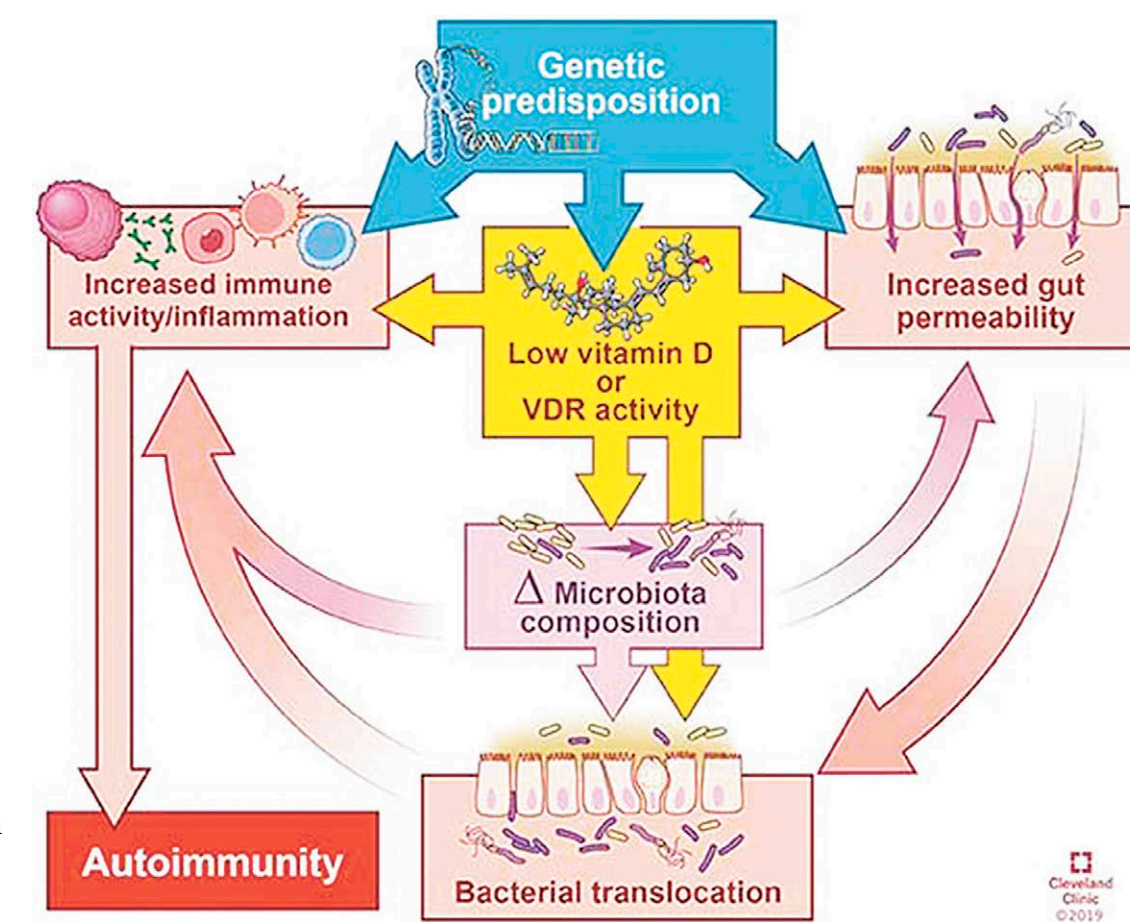 Genetic
predisposition
Increased immune
activity/inflammation
Low vitamin D
or
VDR activity
Increased gut
permeability
Δ Microbiota
composition
Bacterial translocation
Autoimmunity
Cleveland
Clinic
©2019